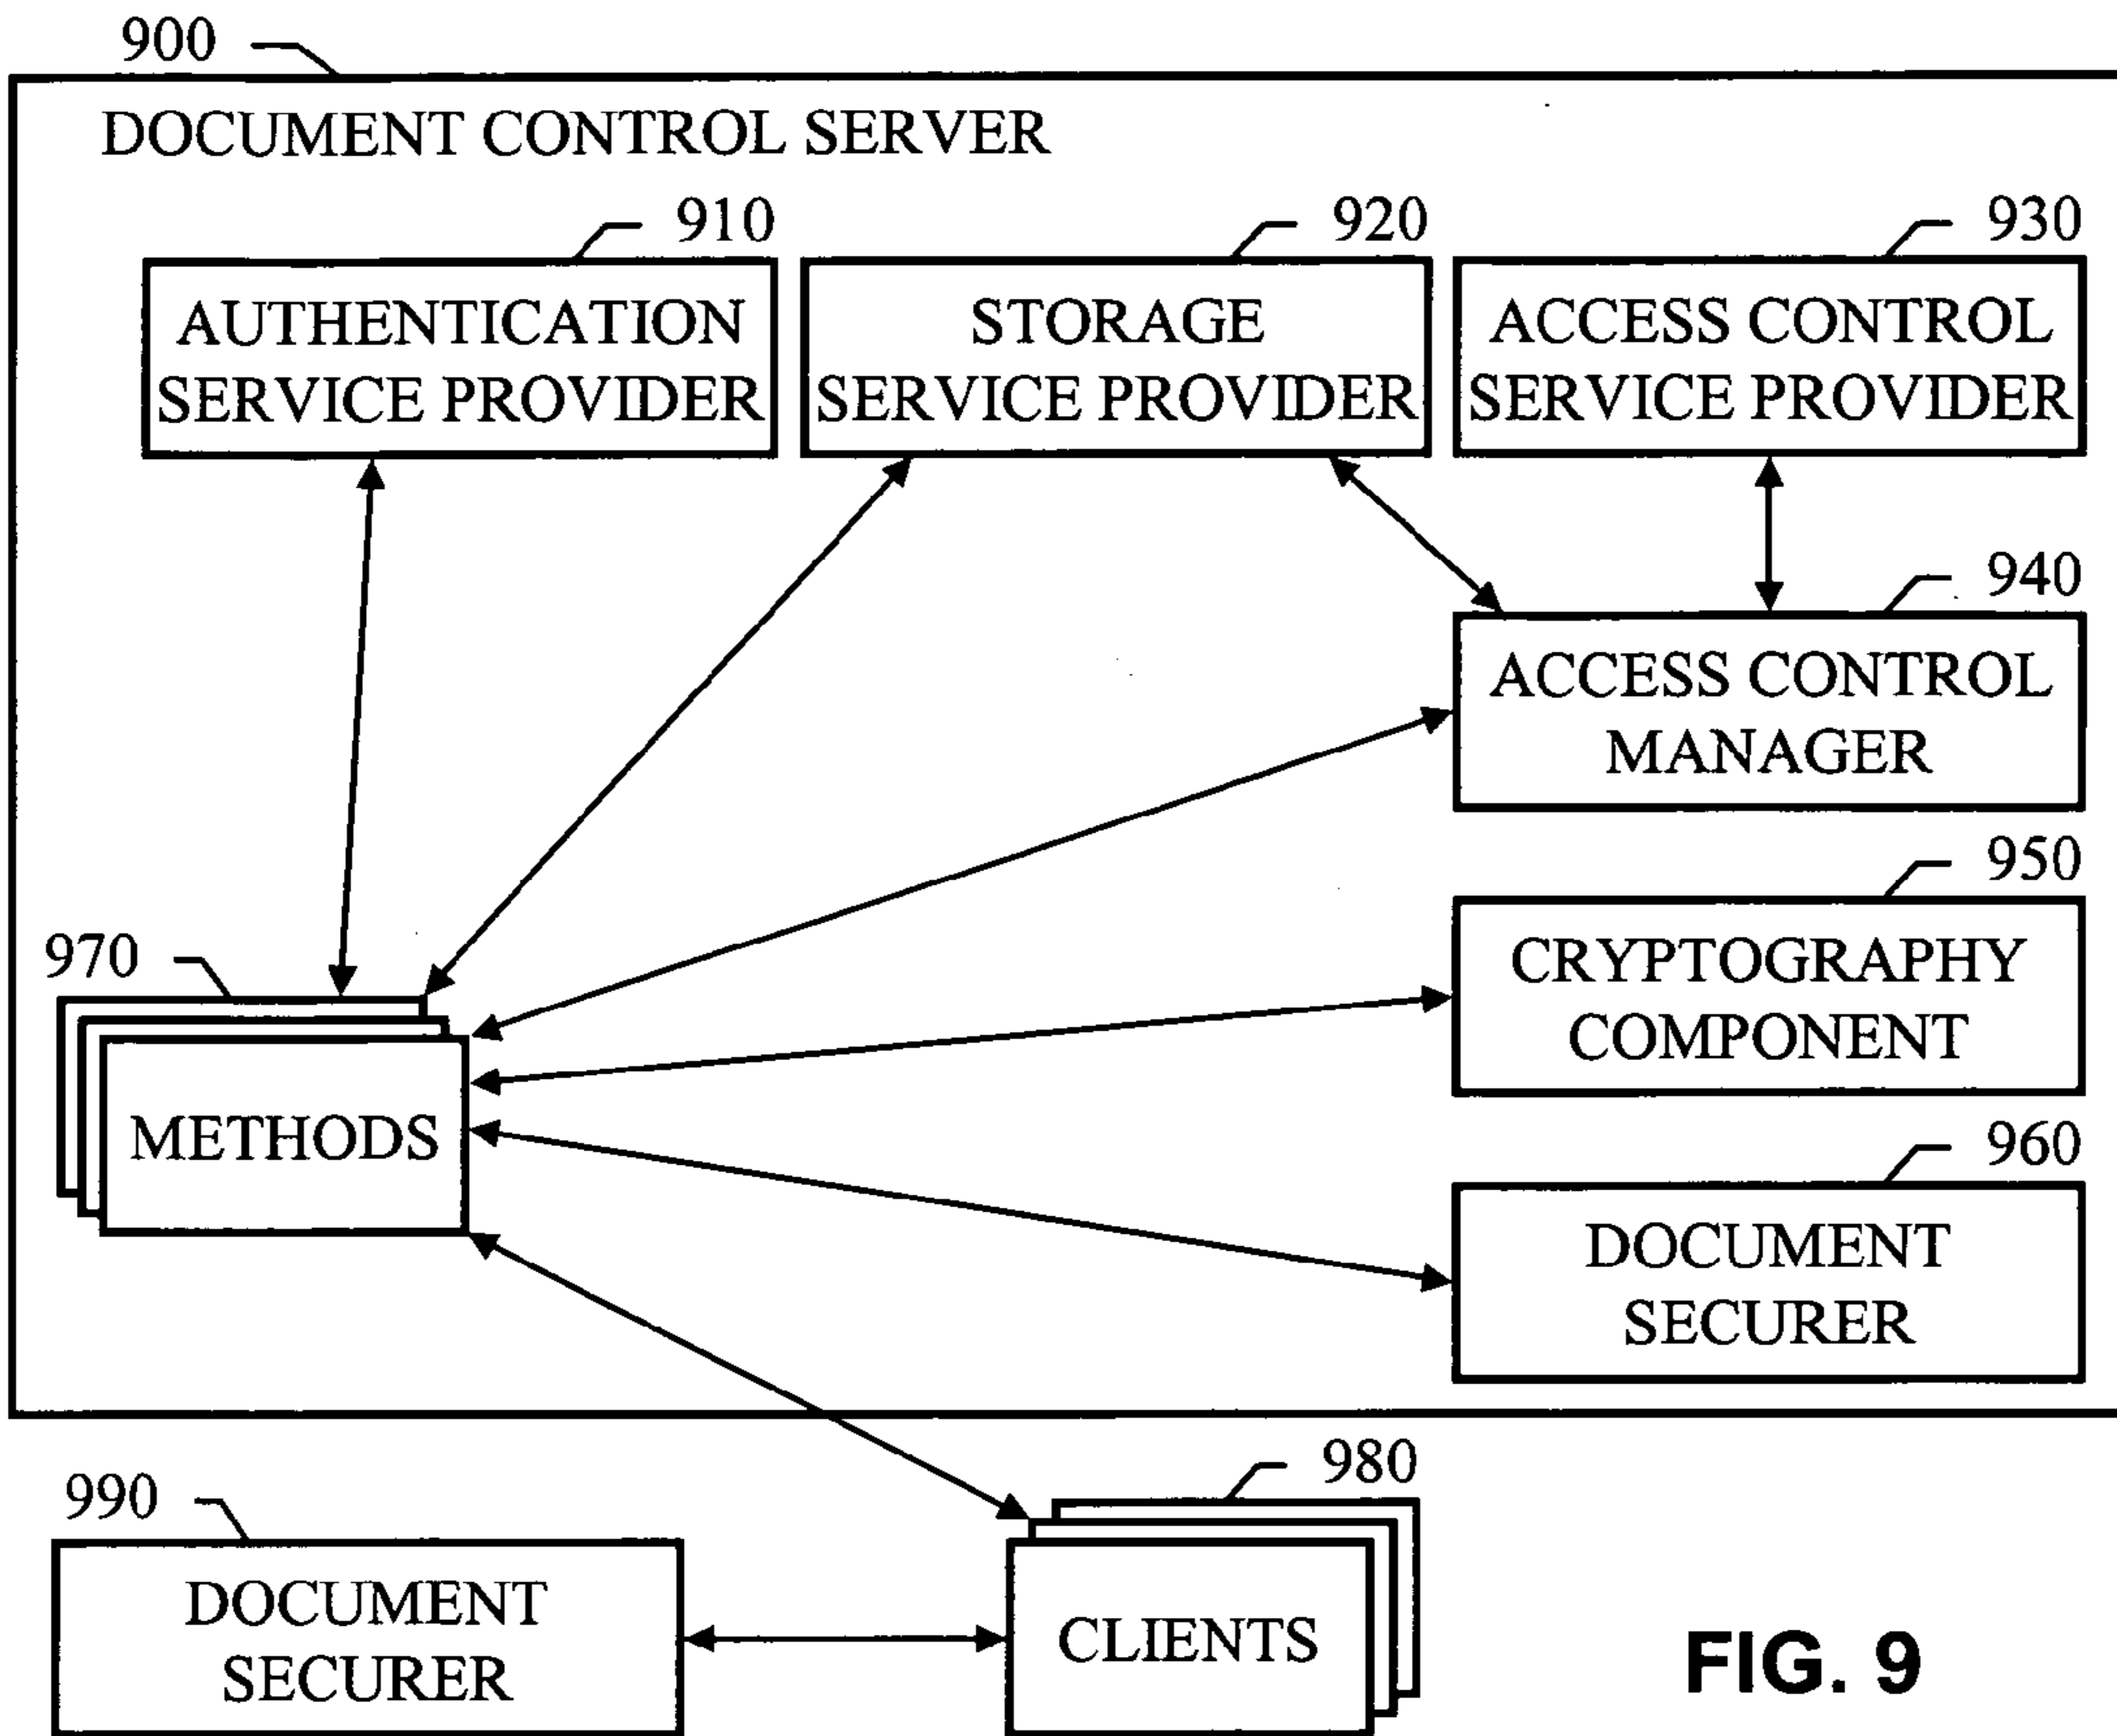 900
DOCUMENT CONTROL SERVER
910
920
930
AUTHENTICATION
SERVICE PROVIDER
STORAGE
SERVICE PROVIDER
ACCESS CONTROL
SERVICE PROVIDER
940
ACCESS CONTROL
MANAGER
950
CRYPTOGRAPHY
COMPONENT
970
METHODS
960
DOCUMENT
SECURER
980
990
DOCUMENT
SECURER
CLIENTS
FIG. 9